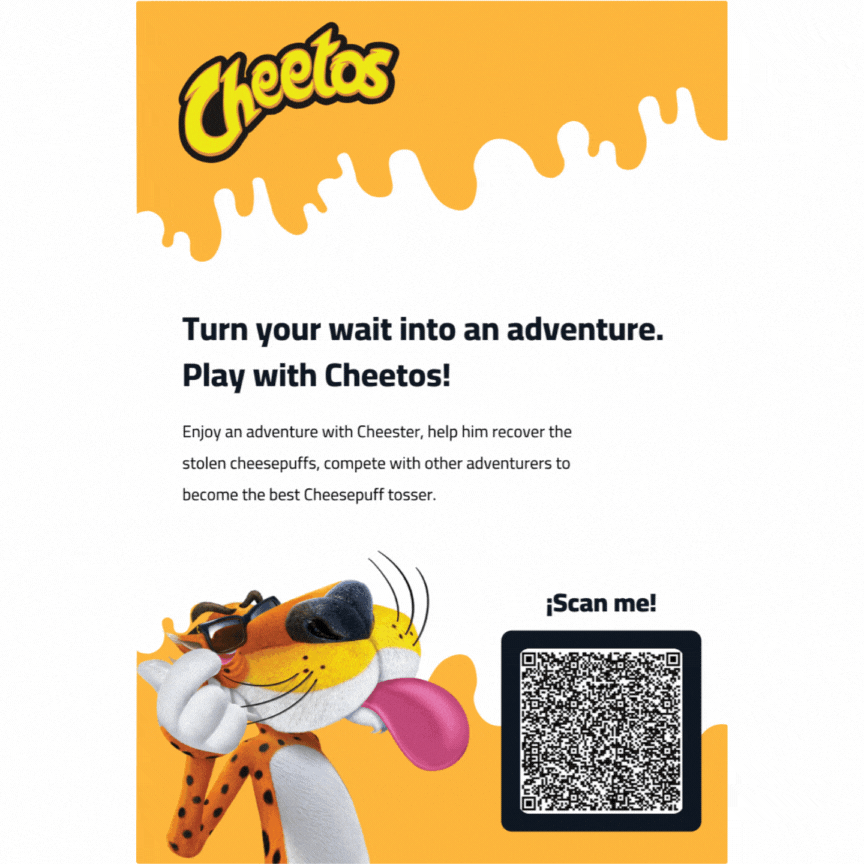 Cheetos
Turn your wait into an adventure.
Play with Cheetos!
Enjoy an adventure with Cheester, help him recover the
stolen cheesepuffs, compete with other adventurers to
become the best Cheesepuff tosser.
¡Scan me!